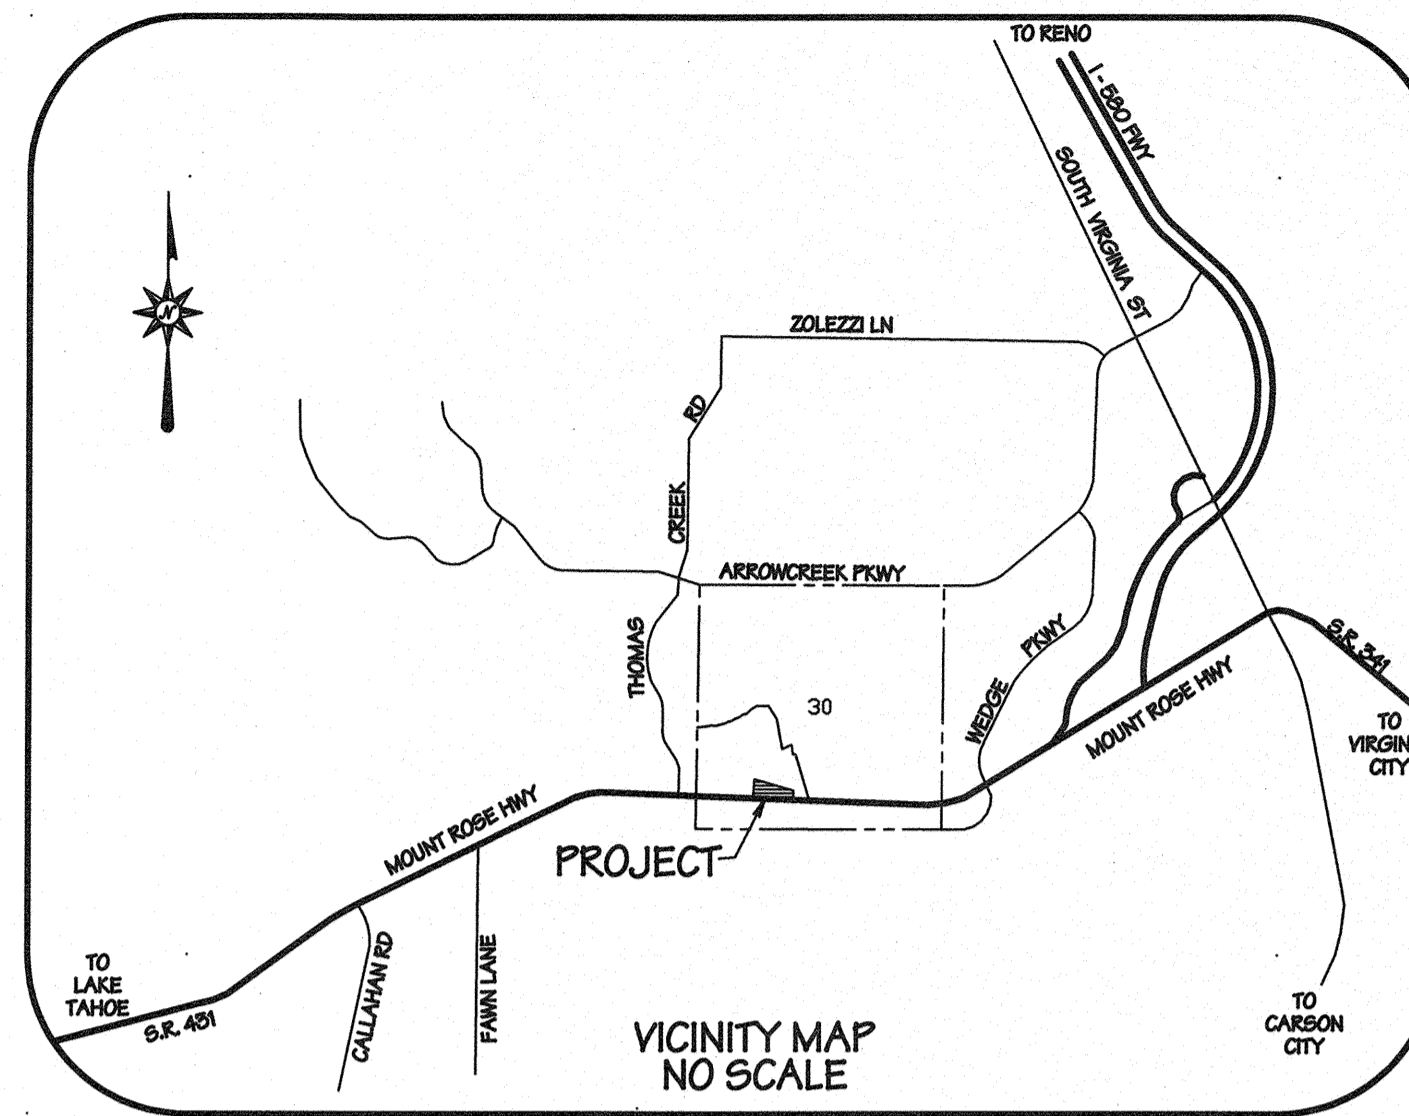 TO RENO
I-580 FWY
SOUTH VIRGINIA ST
N
ZOLEZZI LN
RD
CREEK
ARROWCREEK PKWY
THOMAS
PKWY
WEDGE
30
S.R. 341
MOUNT ROSE HWY
TO
VIRGIN
CITY
MOUNT ROSE HWY
PROJECT
TO
LAKE
TAHOE
S.R. 431
CALLAHAN RD
FAWN LANE
TO
CARSON
CITY
VICINITY MAP
NO SCALE